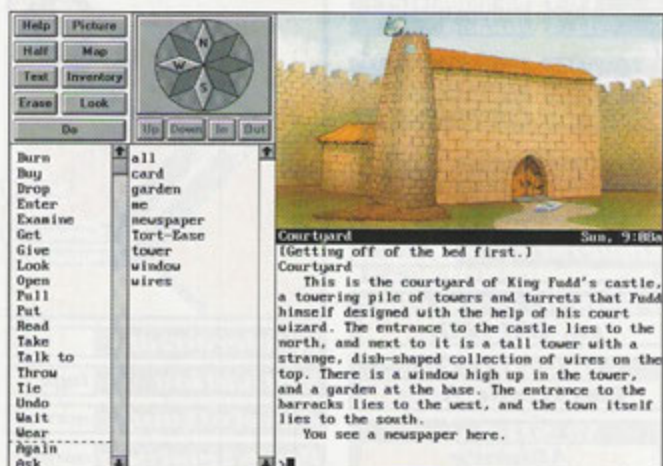 Help Picture
Half Map
Text Inventory
Erase Look
Do
N
W
S
Up Down In Out
Burn
Buy
Drop
Enter
Examine
Get
Give
Look
Open
Pull
Put
Read
Take
Talk to
Throw
Tie
Undo
Wait
Wear
Again
Ask
all
card
garden
me
newspaper
Tort-Ease
tower
window
wires
Courtyard Sun, 9:08a
(Getting off of the bed first.)
Courtyard
This is the courtyard of King Fudd's castle,
a towering pile of towers and turrets that Fudd
himself designed with the help of his court
wizard. The entrance to the castle lies to the
north, and next to it is a tall tower with a
strange, dish-shaped collection of wires on the
top. There is a window high up in the tower,
and a garden at the base. The entrance to the
barracks lies to the west, and the town itself
lies to the south.
You see a newspaper here.
>